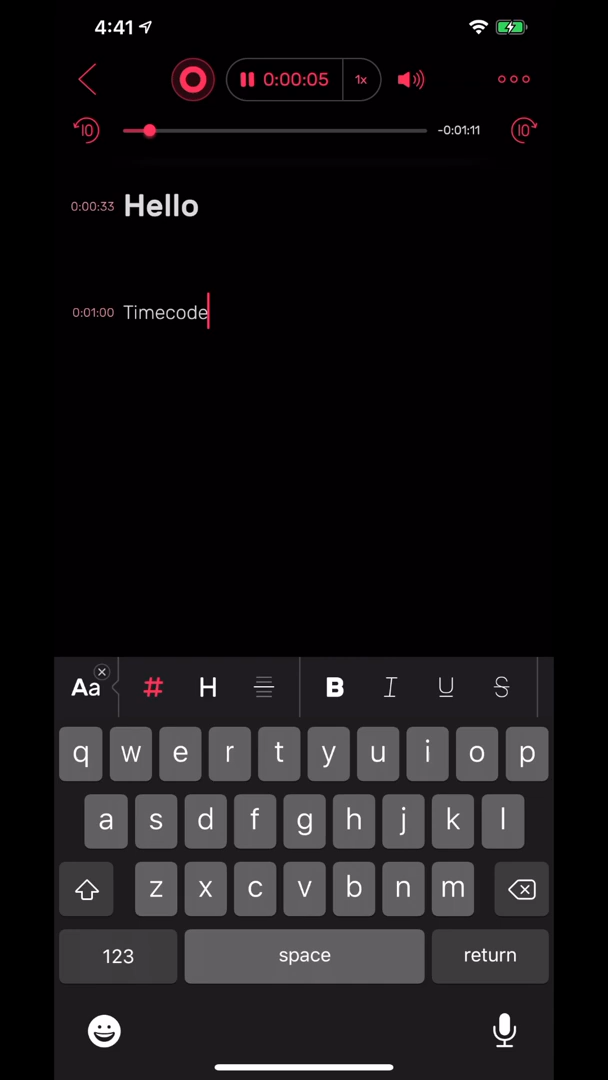 4:41
0:00:05 1x
10 -0:01:11 10
0:00:33 Hello
0:01:00 Timecode
Aa # H B I U S
q w e r t y u i o p
a s d f g h j k l
z x c v b n m
123 space return